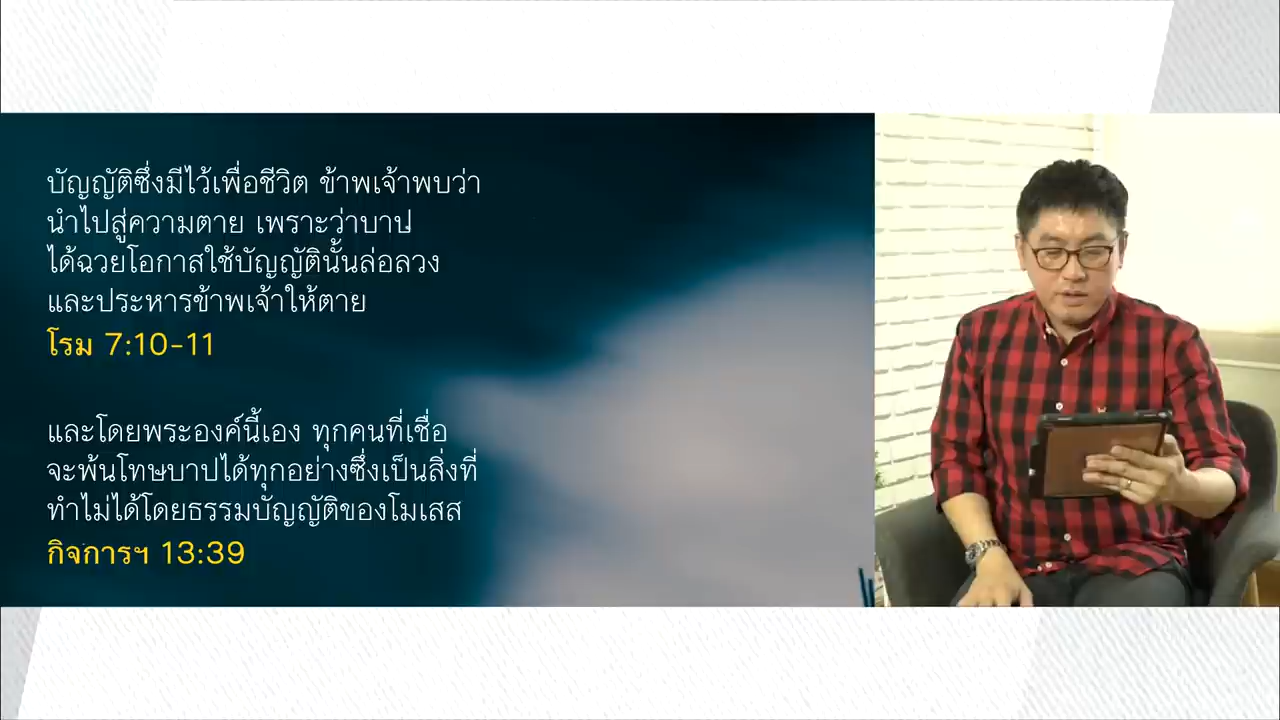 บัญญัติซึ่งมีไว้เพื่อชีวิต ข้าพเจ้าพบว่า
นำไปสู่ความตาย เพราะว่าบาป
ได้ฉวยโอกาสใช้บัญญัตินั้นล่อลวง
และประหารข้าพเจ้าให้ตาย
โรม 7:10-11
และโดยพระองค์นี้เอง ทุกคนที่เชื่อ
จะพ้นโทษบาปได้ทุกอย่างซึ่งเป็นสิ่งที่
ทำไม่ได้โดยธรรมบัญญัติของโมเสส
กิจการฯ 13:39